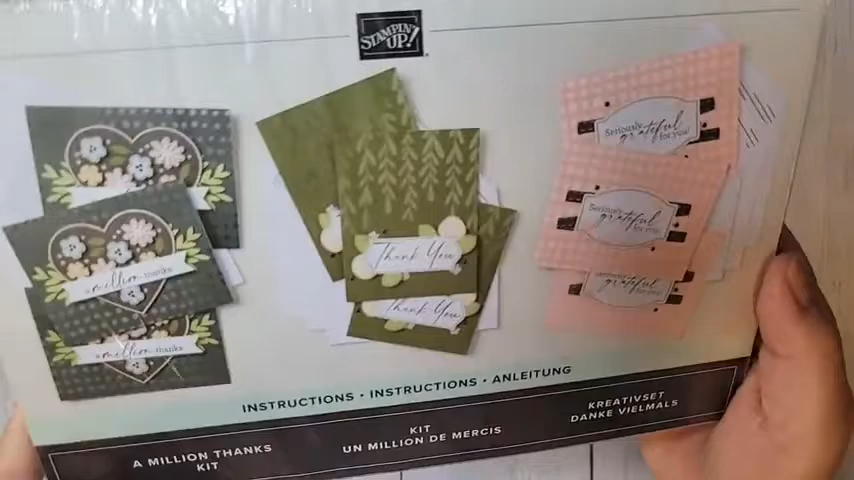 STAMPIN' UP!
Seriously
grateful
for you
Seriously
grateful
for you
grateful
for you
Thank You
Thank You
a million thanks
million thanks
INSTRUCTIONS • INSTRUCTIONS • ANLEITUNG
A MILLION THANKS
KIT
KIT
UN MILLION DE MERCIS
KREATIVSET
DANKE VIELMALS